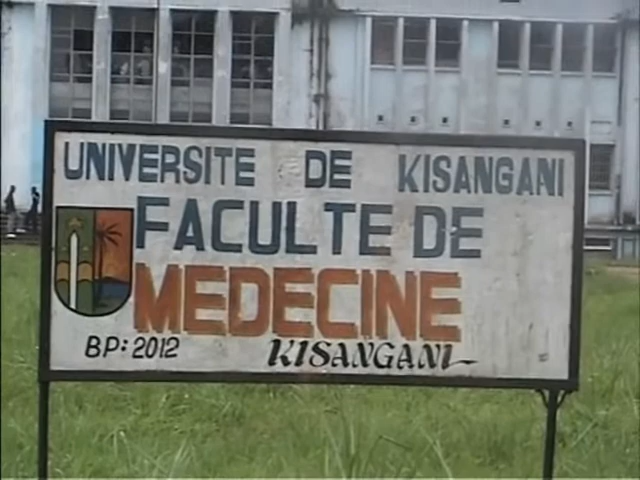 UNIVERSITE DE KISANGANI
FACULTE DE
MEDECINE
BP: 2012 KISANGANI